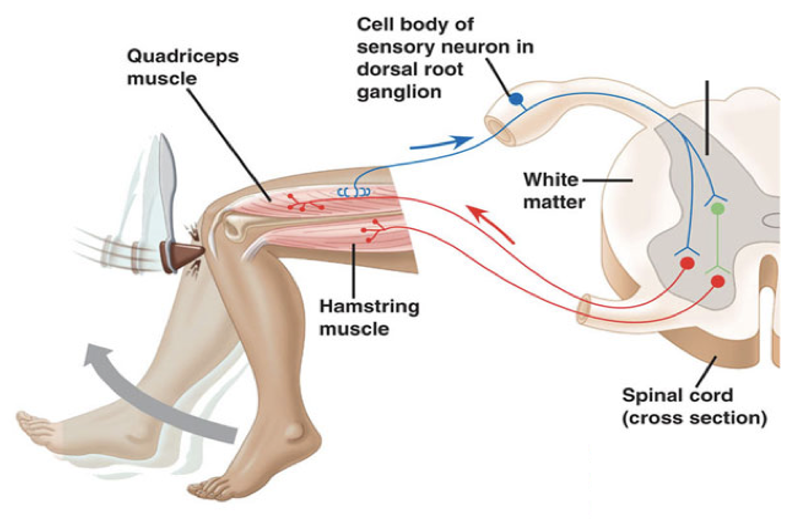 Cell body of
sensory neuron in
dorsal root
ganglion
Quadriceps
muscle
White
matter
Hamstring
muscle
Spinal cord
(cross section)